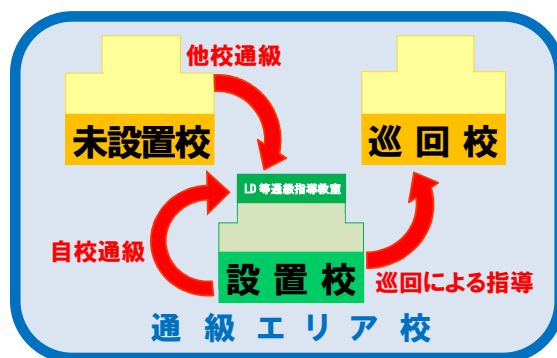 他校通級
未設置校
巡回校
LD等通級指導教室
自校通級
設置校
巡回による指導
通級エリア校